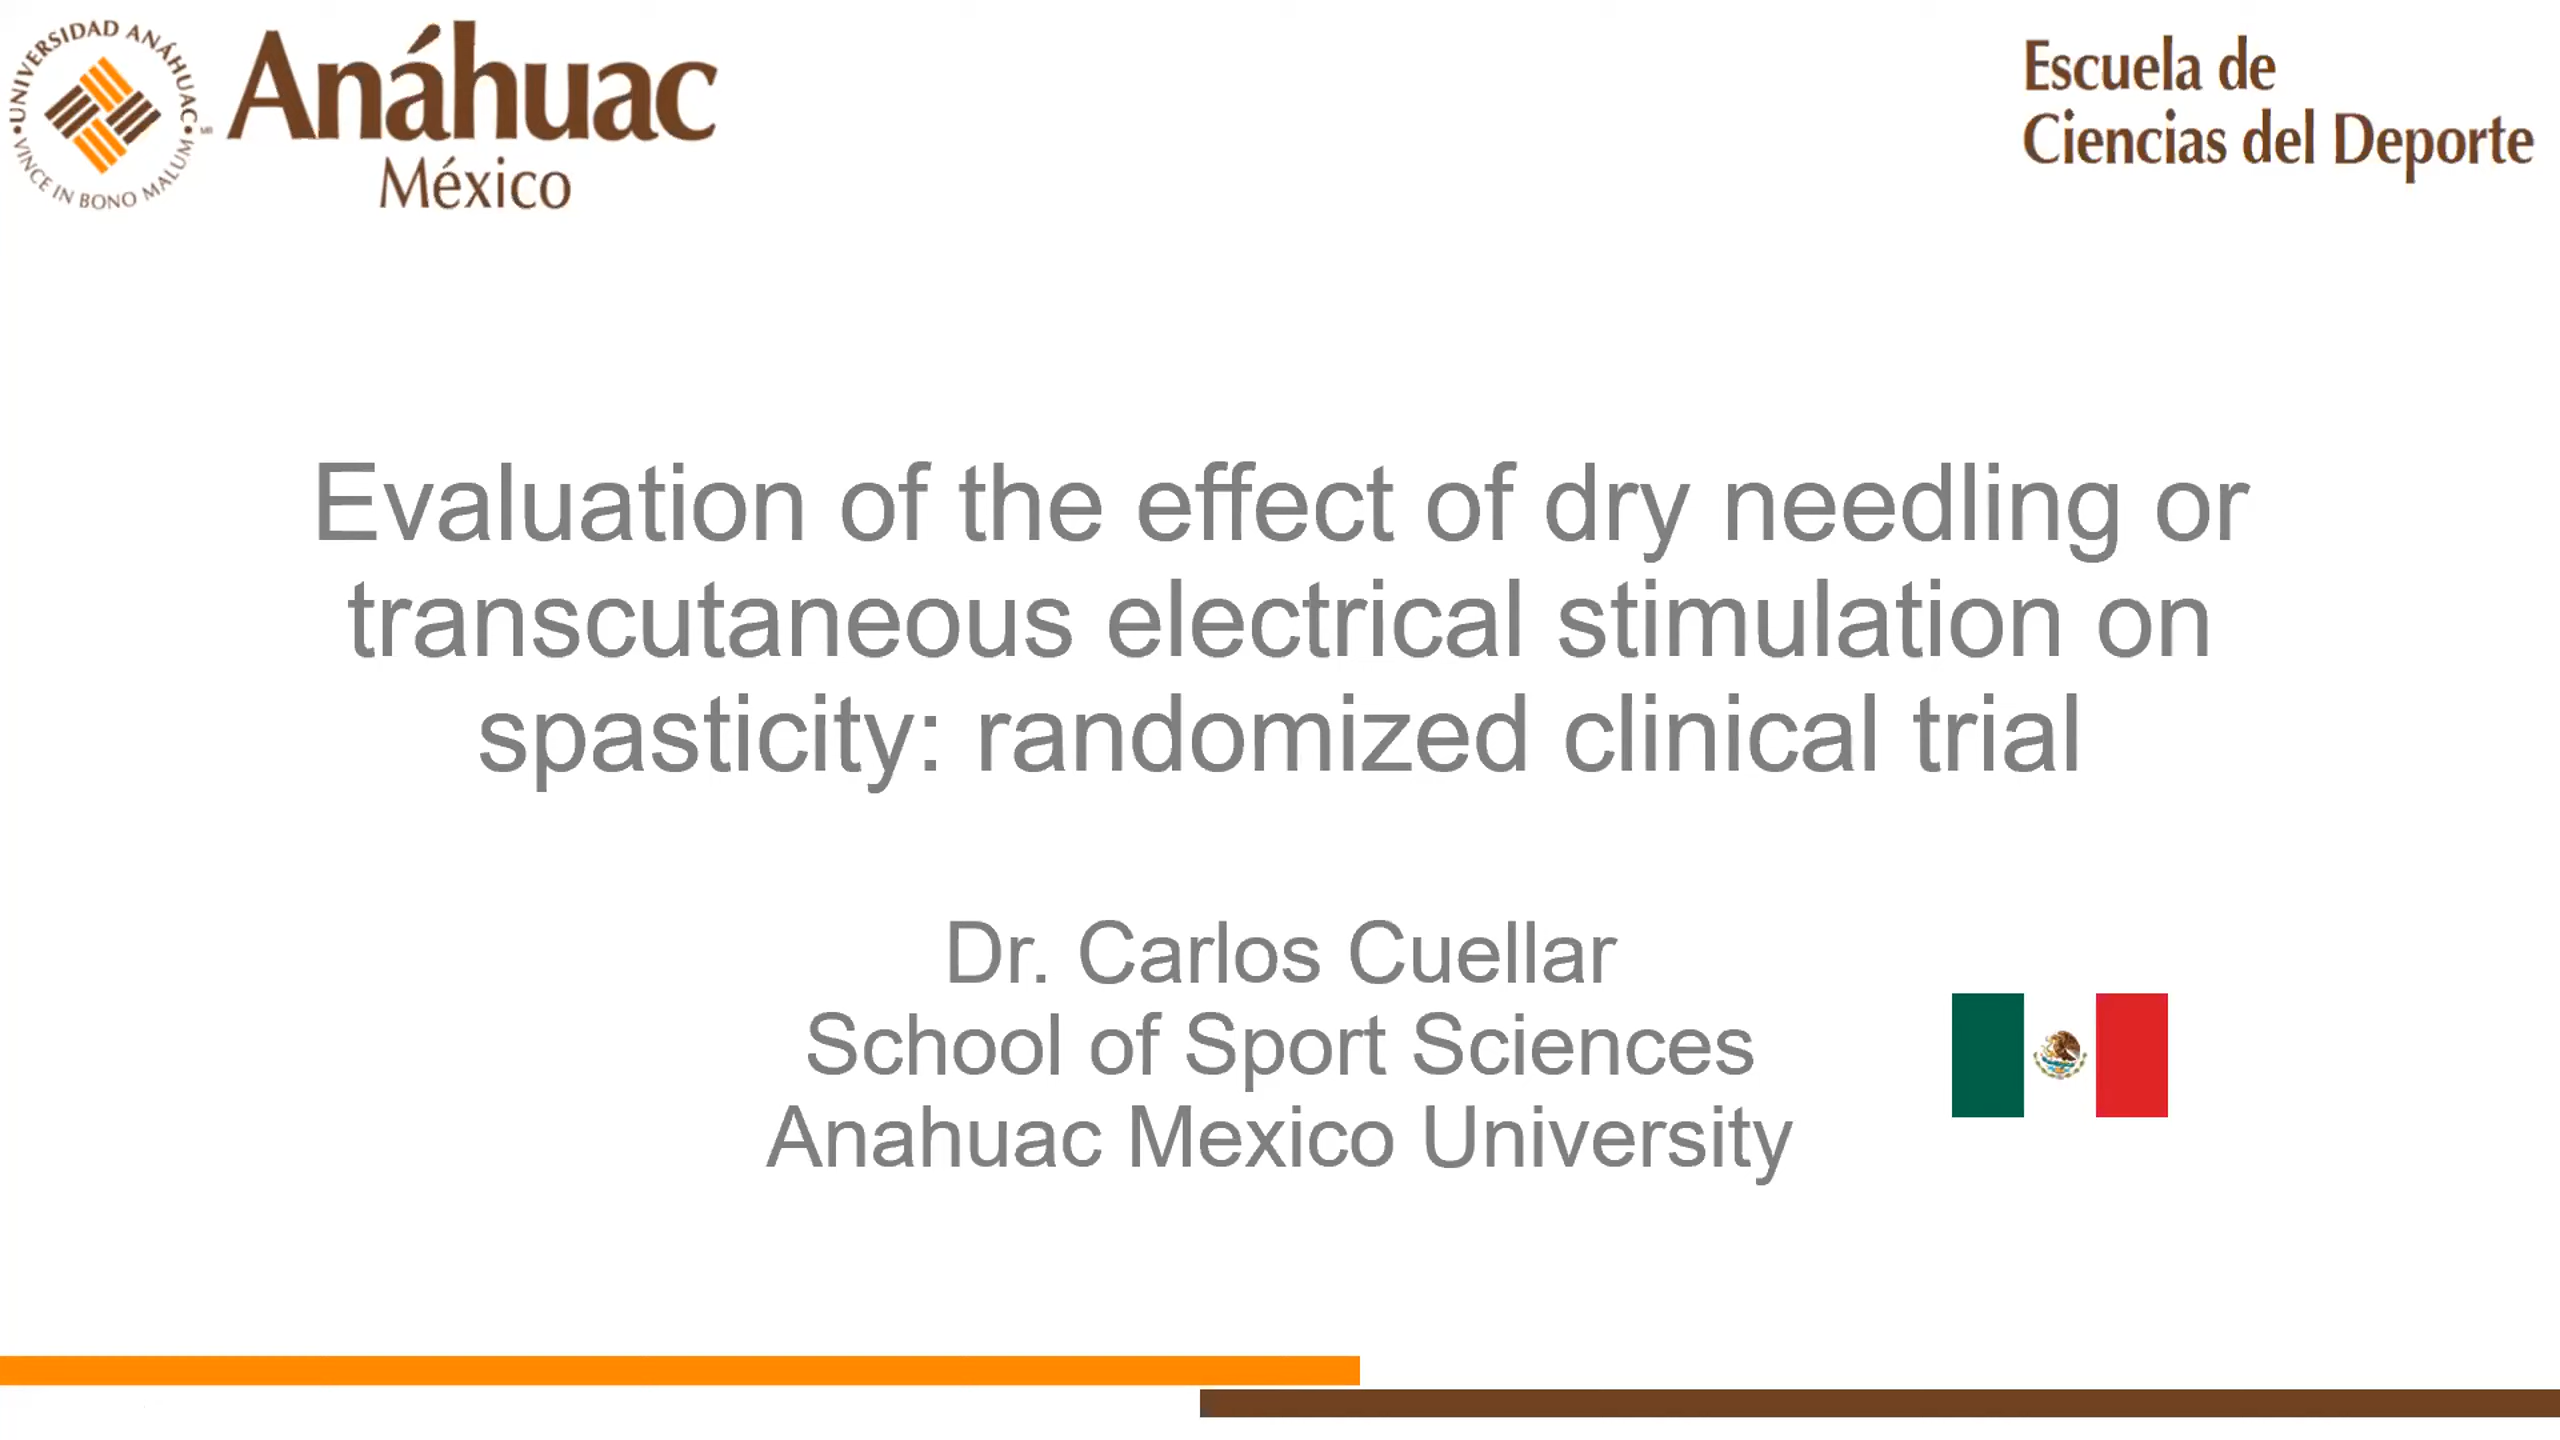 UNIVERSIDAD ANÁHUAC
VINCE IN BONO MALUM
Anáhuac
México
Escuela de
Ciencias del Deporte
Evaluation of the effect of dry needling or
transcutaneous electrical stimulation on
spasticity: randomized clinical trial
Dr. Carlos Cuellar
School of Sport Sciences
Anahuac Mexico University